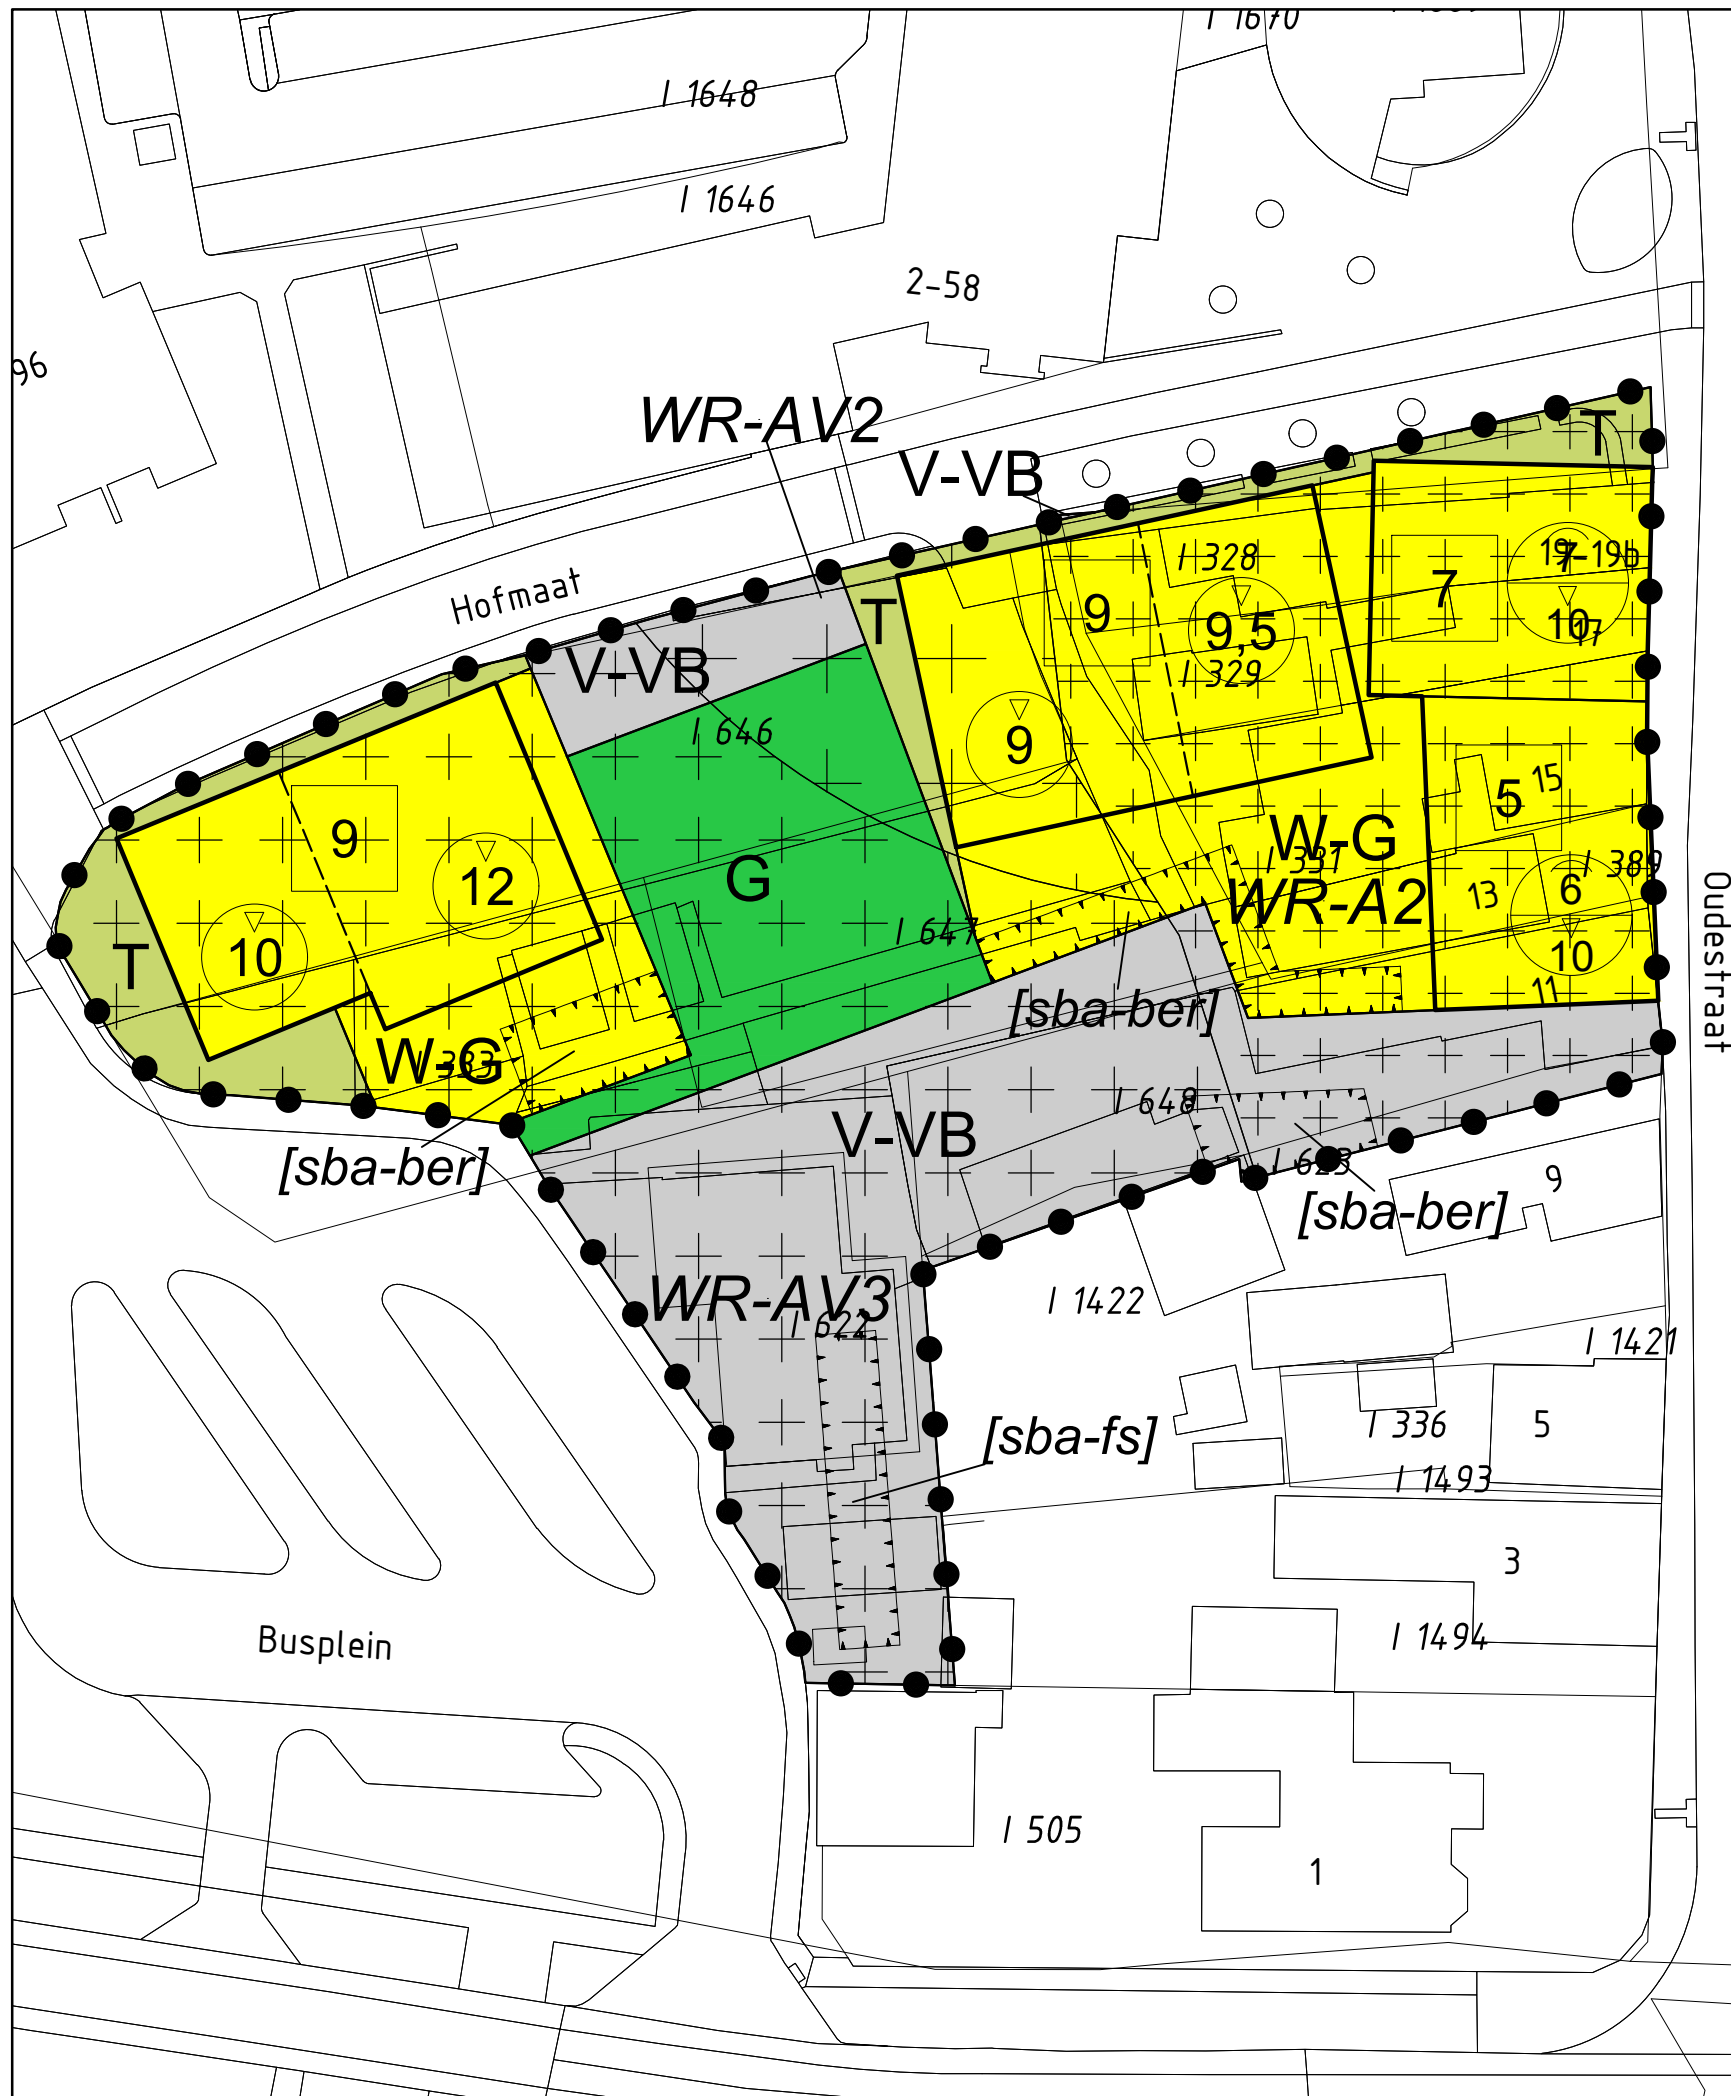 I 1670
I 1648
I 1646
2-58
96
WR-AV2
V-VB
T
Hofmaat
I 328
19
7-19b
7
10
17
9
9,5
T
V-VB
I 329
I 646
9
5
15
9
12
G
W-G
I 331
I 389
WR-A2
13
6
10
T
10
I 647
11
Oudestraat
[sba-ber]
W-G
I 383
I 648
V-VB
[sba-ber]
I 623
9
[sba-ber]
WR-AV3
I 622
I 1422
I 1421
[sba-fs]
I 336
5
I 1493
3
Busplein
I 1494
I 505
1